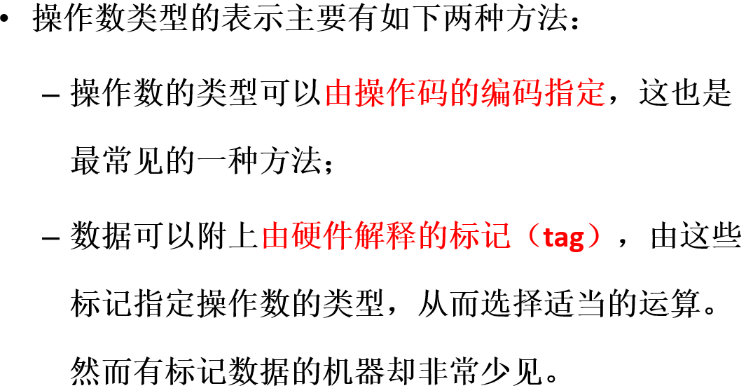 • 操作数类型的表示主要有如下两种方法：
– 操作数的类型可以由操作码的编码指定，这也是
最常见的一种方法；
– 数据可以附上由硬件解释的标记（tag），由这些
标记指定操作数的类型，从而选择适当的运算。
然而有标记数据的机器却非常少见。